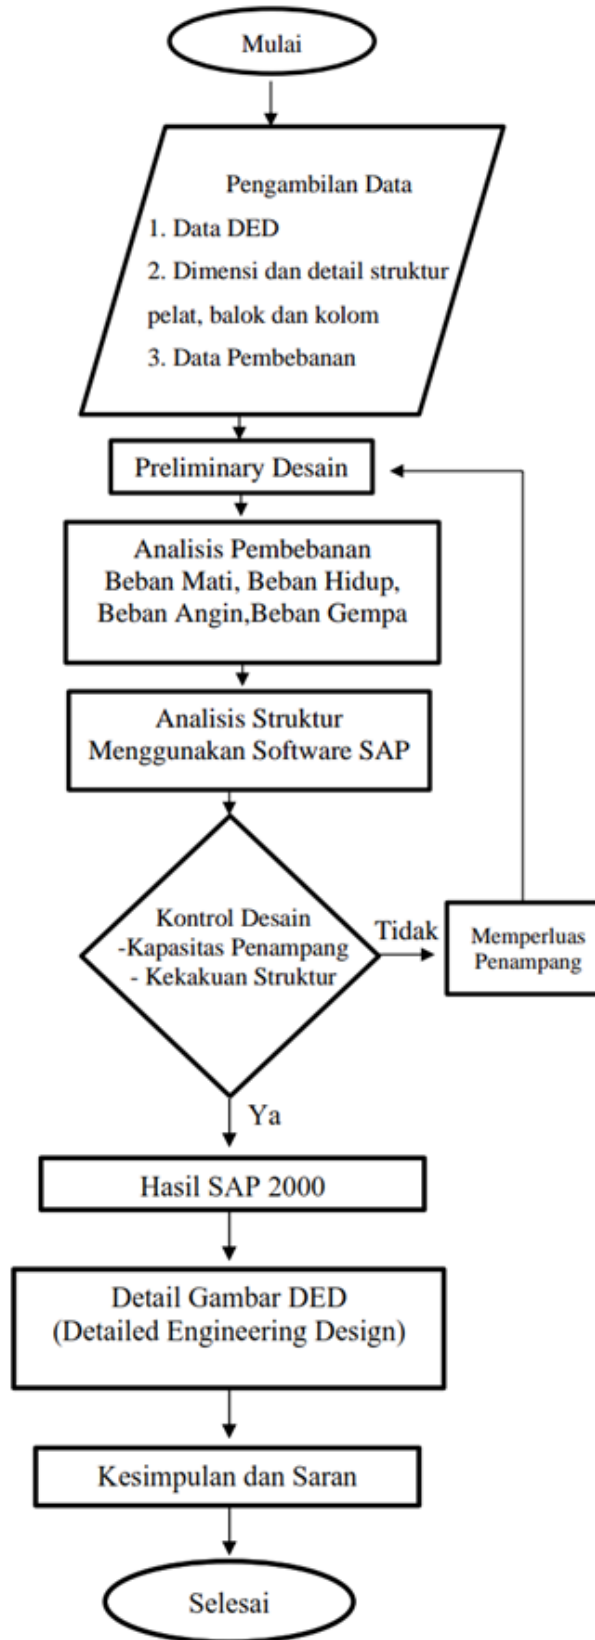 Mulai
Pengambilan Data
1. Data DED
2. Dimensi dan detail struktur
pelat, balok dan kolom
3. Data Pembebanan
Preliminary Desain
Analisis Pembebanan
Beban Mati, Beban Hidup,
Beban Angin,Beban Gempa
Analisis Struktur
Menggunakan Software SAP
Kontrol Desain
-Kapasitas Penampang
- Kekakuan Struktur
Tidak
Memperluas
Penampang
Ya
Hasil SAP 2000
Detail Gambar DED
(Detailed Engineering Design)
Kesimpulan dan Saran
Selesai